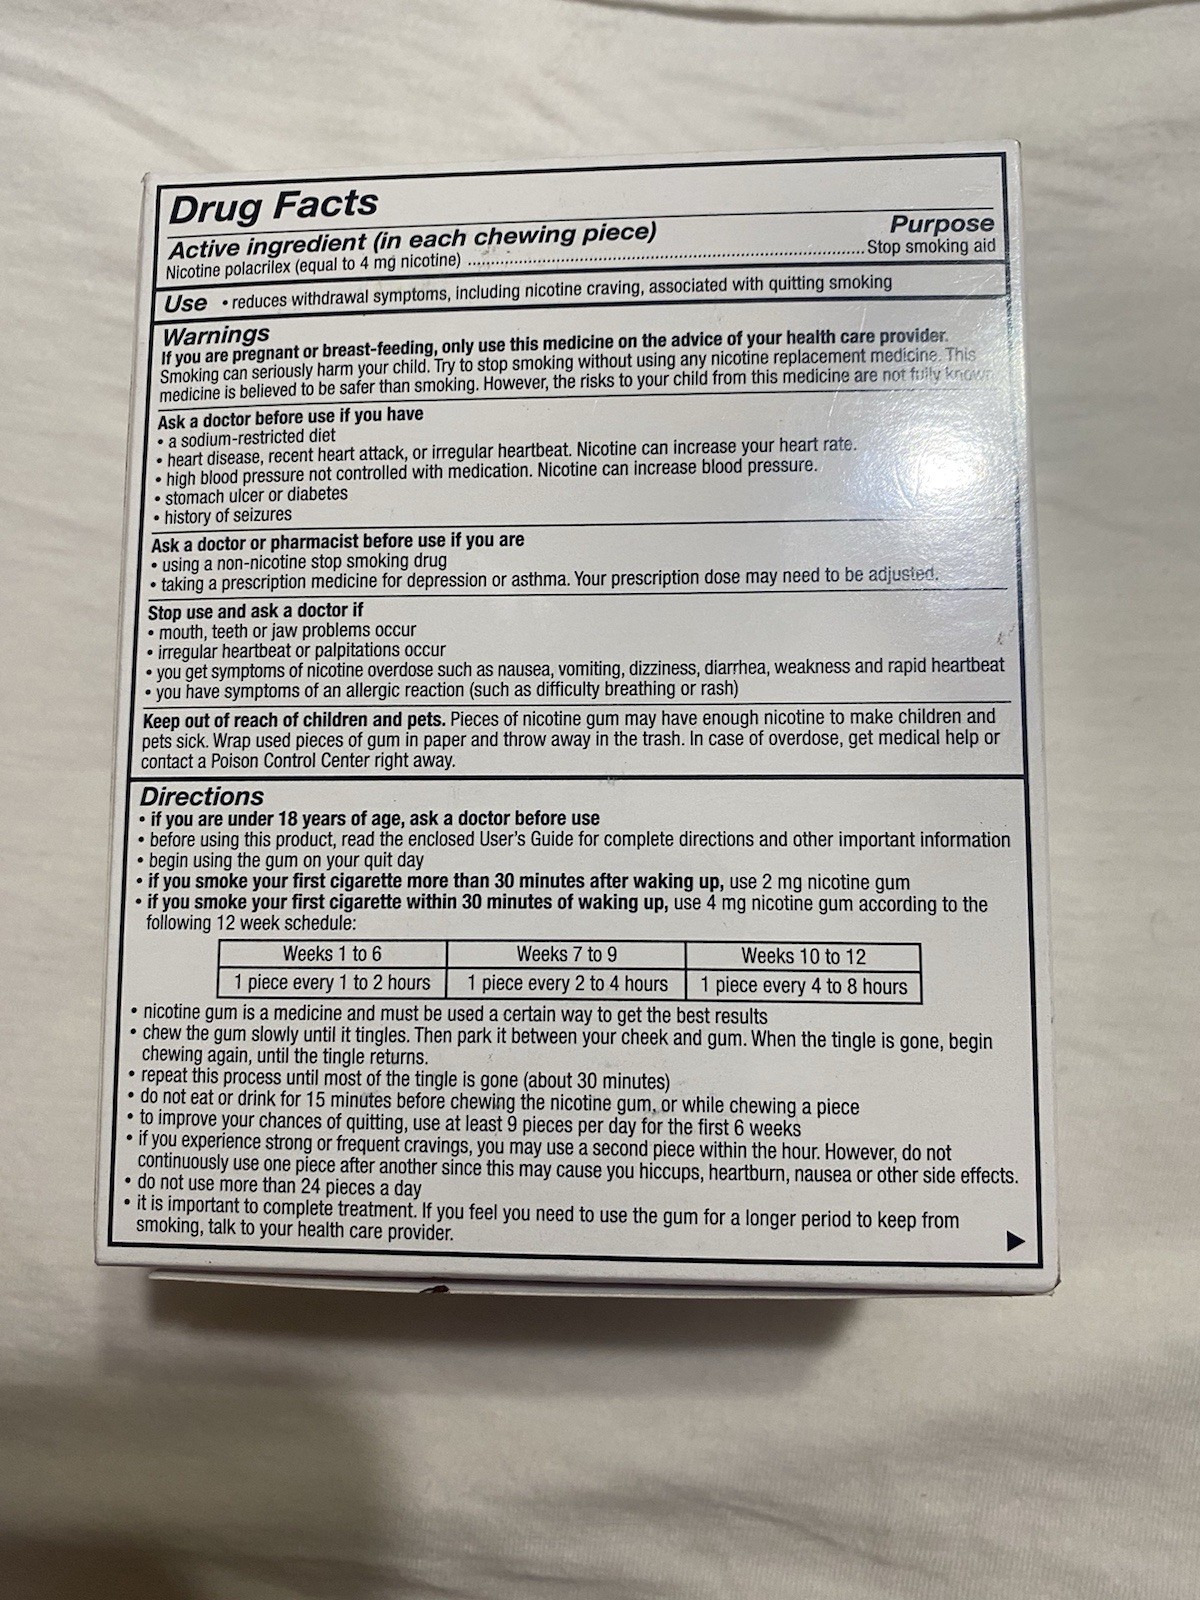 Drug Facts
Active ingredient (in each chewing piece) Purpose
Nicotine polacrilex (equal to 4 mg nicotine) ........................................................................................ Stop smoking aid
Use • reduces withdrawal symptoms, including nicotine craving, associated with quitting smoking
Warnings
If you are pregnant or breast-feeding, only use this medicine on the advice of your health care provider.
Smoking can seriously harm your child. Try to stop smoking without using any nicotine replacement medicine. This
medicine is believed to be safer than smoking. However, the risks to your child from this medicine are not fully known
Ask a doctor before use if you have
• a sodium-restricted diet
• heart disease, recent heart attack, or irregular heartbeat. Nicotine can increase your heart rate.
• high blood pressure not controlled with medication. Nicotine can increase blood pressure.
• stomach ulcer or diabetes
• history of seizures
Ask a doctor or pharmacist before use if you are
• using a non-nicotine stop smoking drug
• taking a prescription medicine for depression or asthma. Your prescription dose may need to be adjusted.
Stop use and ask a doctor if
• mouth, teeth or jaw problems occur
• irregular heartbeat or palpitations occur
• you get symptoms of nicotine overdose such as nausea, vomiting, dizziness, diarrhea, weakness and rapid heartbeat
• you have symptoms of an allergic reaction (such as difficulty breathing or rash)
Keep out of reach of children and pets. Pieces of nicotine gum may have enough nicotine to make children and
pets sick. Wrap used pieces of gum in paper and throw away in the trash. In case of overdose, get medical help or
contact a Poison Control Center right away.
Directions
• if you are under 18 years of age, ask a doctor before use
• before using this product, read the enclosed User's Guide for complete directions and other important information
• begin using the gum on your quit day
• if you smoke your first cigarette more than 30 minutes after waking up, use 2 mg nicotine gum
• if you smoke your first cigarette within 30 minutes of waking up, use 4 mg nicotine gum according to the
following 12 week schedule:
Weeks 1 to 6 Weeks 7 to 9 Weeks 10 to 12
1 piece every 1 to 2 hours 1 piece every 2 to 4 hours 1 piece every 4 to 8 hours
• nicotine gum is a medicine and must be used a certain way to get the best results
• chew the gum slowly until it tingles. Then park it between your cheek and gum. When the tingle is gone, begin
chewing again, until the tingle returns.
• repeat this process until most of the tingle is gone (about 30 minutes)
• do not eat or drink for 15 minutes before chewing the nicotine gum, or while chewing a piece
• to improve your chances of quitting, use at least 9 pieces per day for the first 6 weeks
• if you experience strong or frequent cravings, you may use a second piece within the hour. However, do not
continuously use one piece after another since this may cause you hiccups, heartburn, nausea or other side effects.
• do not use more than 24 pieces a day
• it is important to complete treatment. If you feel you need to use the gum for a longer period to keep from
smoking, talk to your health care provider.